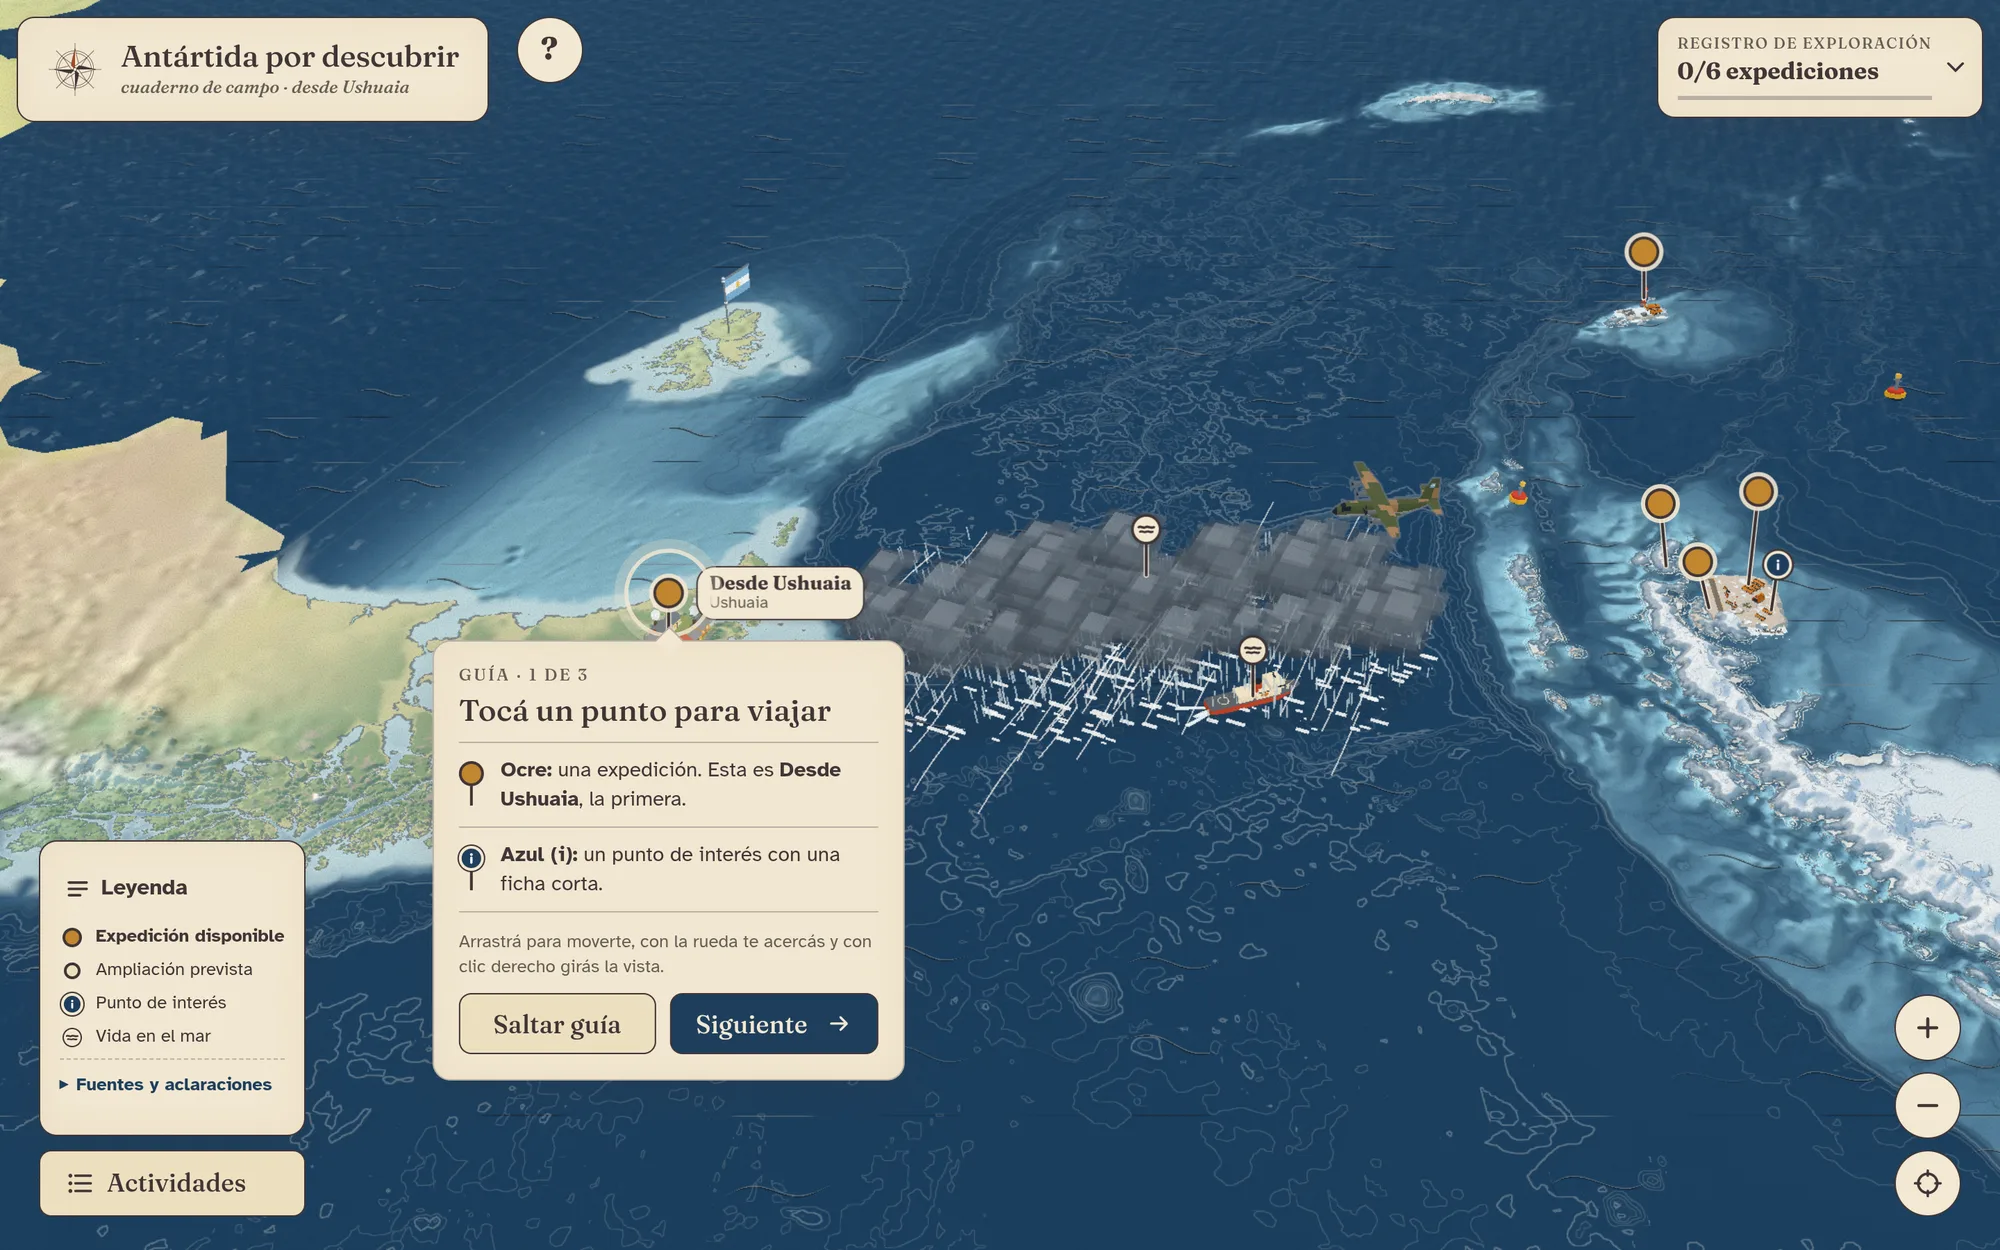 Antártida por descubrir
cuaderno de campo · desde Ushuaia
?
REGISTRO DE EXPLORACIÓN
0/6 expediciones
Desde Ushuaia
Ushuaia
GUÍA · 1 DE 3
Tocá un punto para viajar
Ocre: una expedición. Esta es Desde
Ushuaia, la primera.
Azul (i): un punto de interés con una
ficha corta.
Arrastrá para moverte, con la rueda te acercás y con
clic derecho girás la vista.
Saltar guía
Siguiente →
Leyenda
Expedición disponible
Ampliación prevista
Punto de interés
Vida en el mar
Fuentes y aclaraciones
Actividades